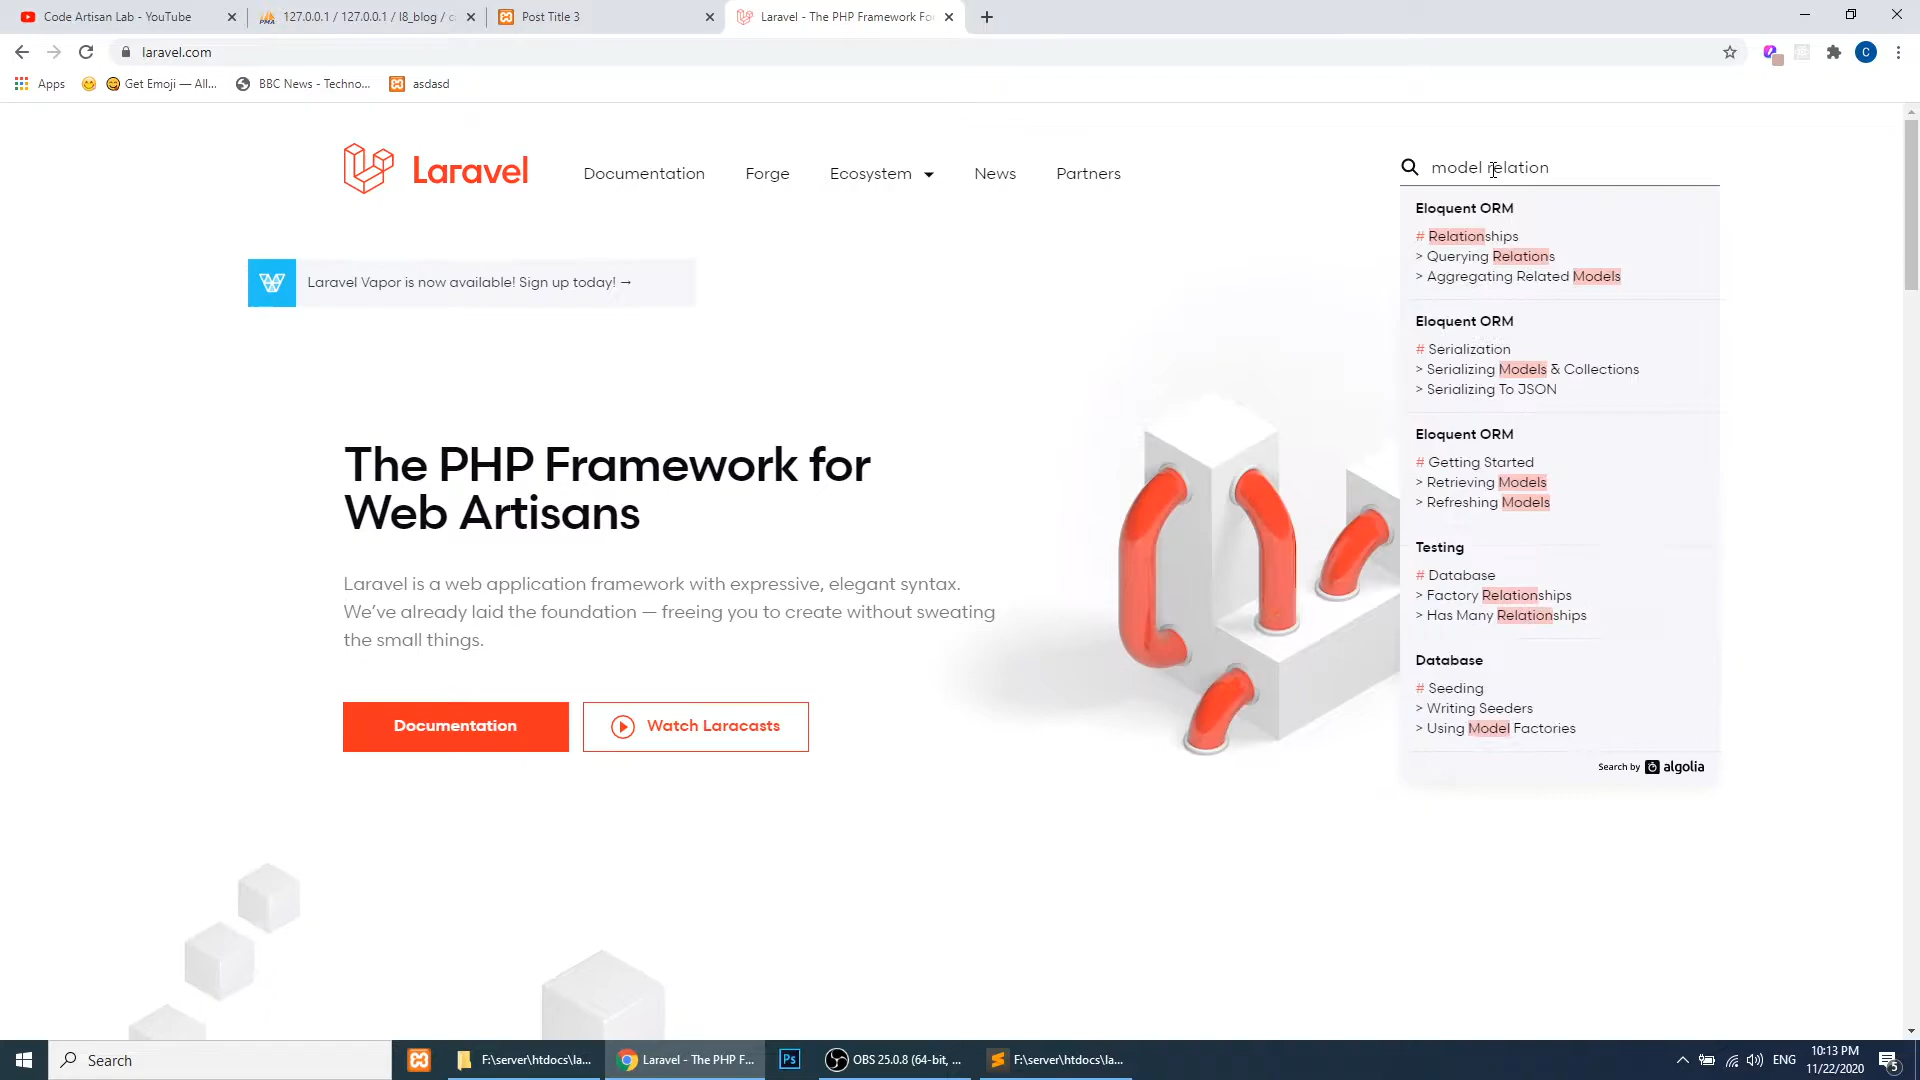 Code Artisan Lab - YouTube
127.0.0.1 / 127.0.0.1 / l8_blog / c
Post Title 3
Laravel - The PHP Framework For
laravel.com
C
Apps
Get Emoji — All...
BBC News - Techno...
asdasd
Laravel
Documentation
Forge
Ecosystem
News
Partners
model relation
Laravel Vapor is now available! Sign up today! →
The PHP Framework for
Web Artisans
Laravel is a web application framework with expressive, elegant syntax.
We've already laid the foundation — freeing you to create without sweating
the small things.
Documentation
Watch Laracasts
Eloquent ORM
# Relationships
> Querying Relations
> Aggregating Related Models
Eloquent ORM
# Serialization
> Serializing Models & Collections
> Serializing To JSON
Eloquent ORM
# Getting Started
> Retrieving Models
> Refreshing Models
Testing
# Database
> Factory Relationships
> Has Many Relationships
Database
# Seeding
> Writing Seeders
> Using Model Factories
Search by algolia
Search
F:\server\htdocs\la...
Laravel - The PHP F...
Ps
OBS 25.0.8 (64-bit, ...
F:\server\htdocs\la...
ENG
10:13 PM
11/22/2020
5